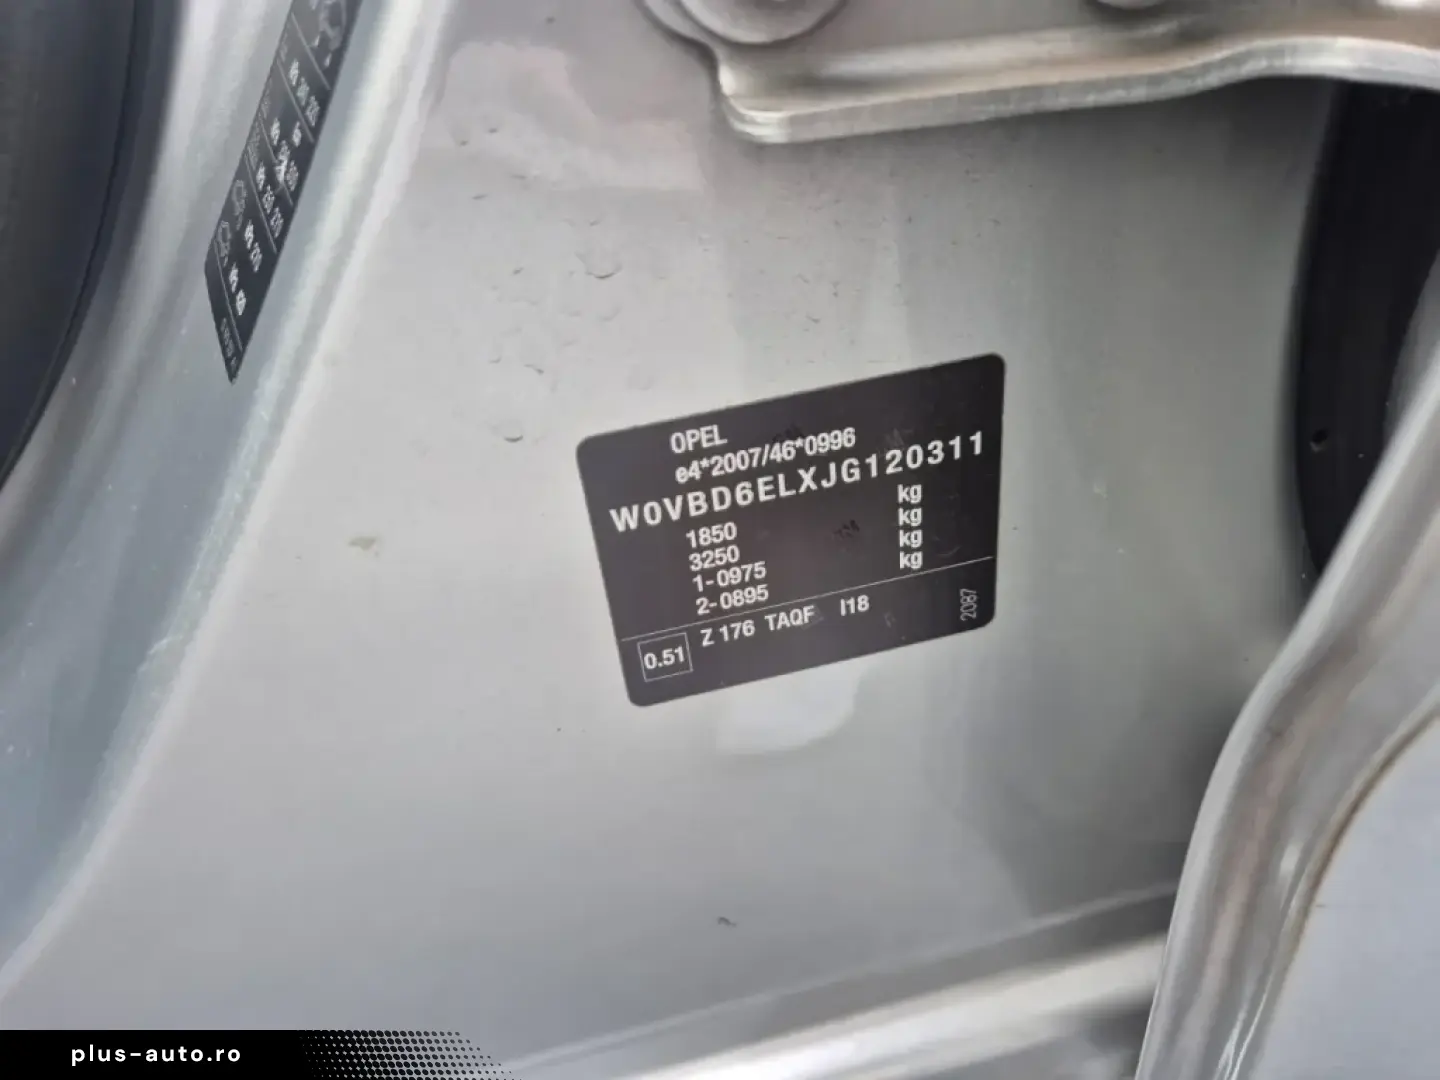 OPEL
e4*2007/46*0996
W0VBD6ELXJG120311
1850 kg
3250 kg
1-0975 kg
2-0895 kg
0.51 Z 176 TAQF I18
2087
plus-auto.ro